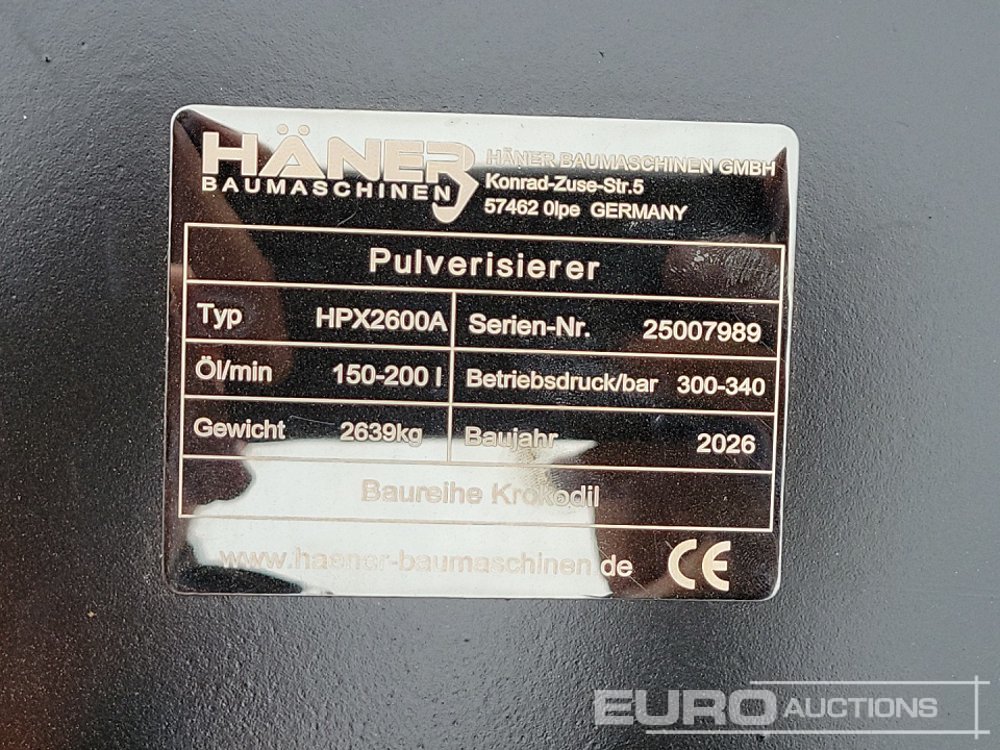 HÄNER
BAUMASCHINEN
HÄNER BAUMASCHINEN GMBH
Konrad-Zuse-Str.5
57462 Olpe GERMANY
Pulverisierer
Typ HPX2600A Serien-Nr. 25007989
Öl/min 150-200 l Betriebsdruck/bar 300-340
Gewicht 2639kg Baujahr 2026
Baureihe Krokodil
www.haener-baumaschinen.de CE
EURO AUCTIONS